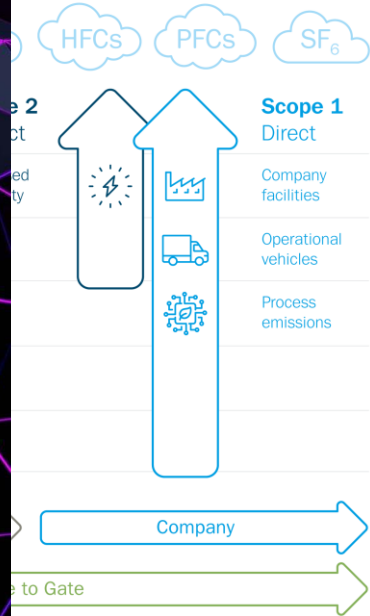 HFCs PFCs SF6
e 2
ct
ed
ty
Scope 1
Direct
Company
facilities
Operational
vehicles
Process
emissions
Company
e to Gate